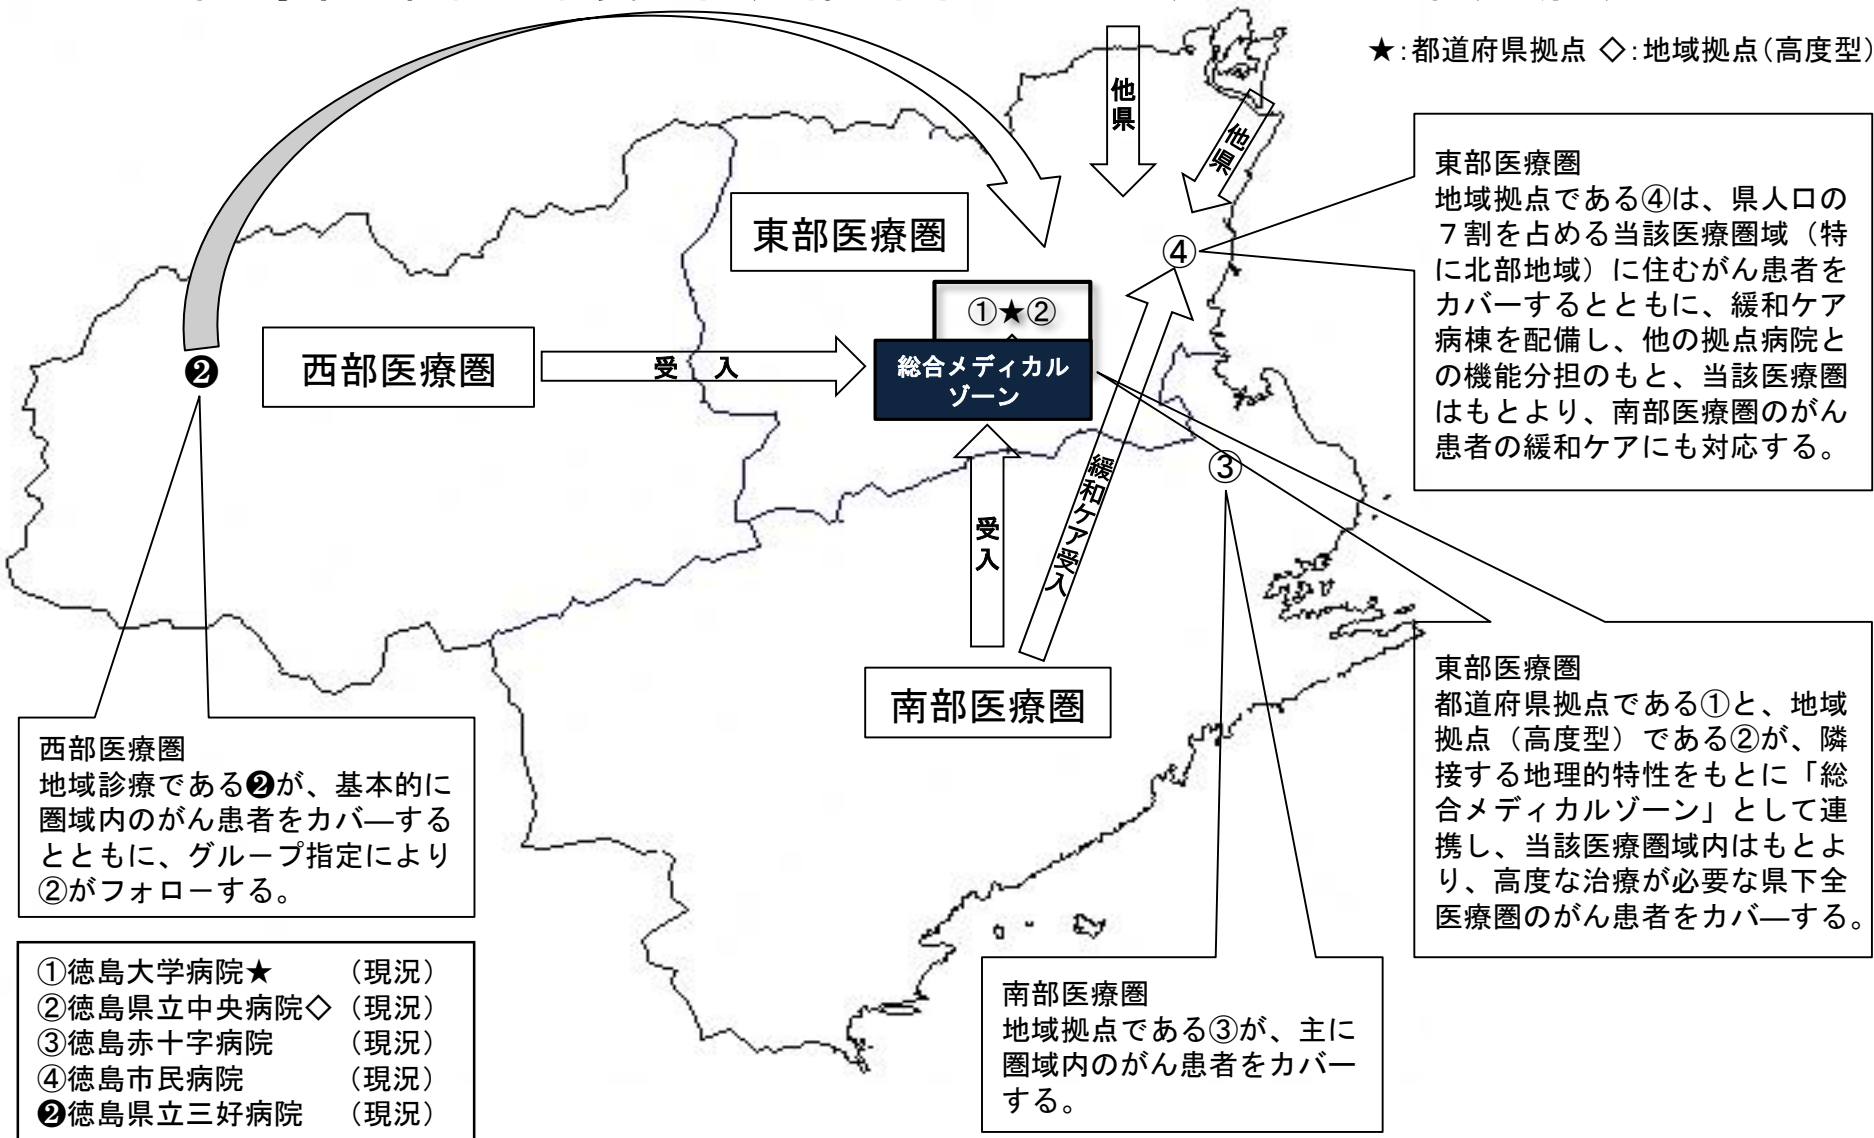 ★:都道府県拠点 ◇:地域拠点(高度型)
他県
他県
東部医療圏
地域拠点である④は、県人口の
７割を占める当該医療圏域（特
に北部地域）に住むがん患者を
カバーするとともに、緩和ケア
病棟を配備し、他の拠点病院と
の機能分担のもと、当該医療圏
はもとより、南部医療圏のがん
患者の緩和ケアにも対応する。
東部医療圏
④
①★②
総合メディカル
ゾーン
❷
西部医療圏
受 入
③
緩和ケア受入
受入
南部医療圏
東部医療圏
都道府県拠点である①と、地域
拠点（高度型）である②が、隣
接する地理的特性をもとに「総
合メディカルゾーン」として連
携し、当該医療圏域内はもとよ
り、高度な治療が必要な県下全
医療圏のがん患者をカバ―する。
西部医療圏
地域診療である❷が、基本的に
圏域内のがん患者をカバ―する
とともに、グループ指定により
②がフォローする。
①徳島大学病院★ （現況）
②徳島県立中央病院◇（現況）
③徳島赤十字病院 （現況）
④徳島市民病院 （現況）
❷徳島県立三好病院 （現況）
南部医療圏
地域拠点である③が、主に
圏域内のがん患者をカバー
する。